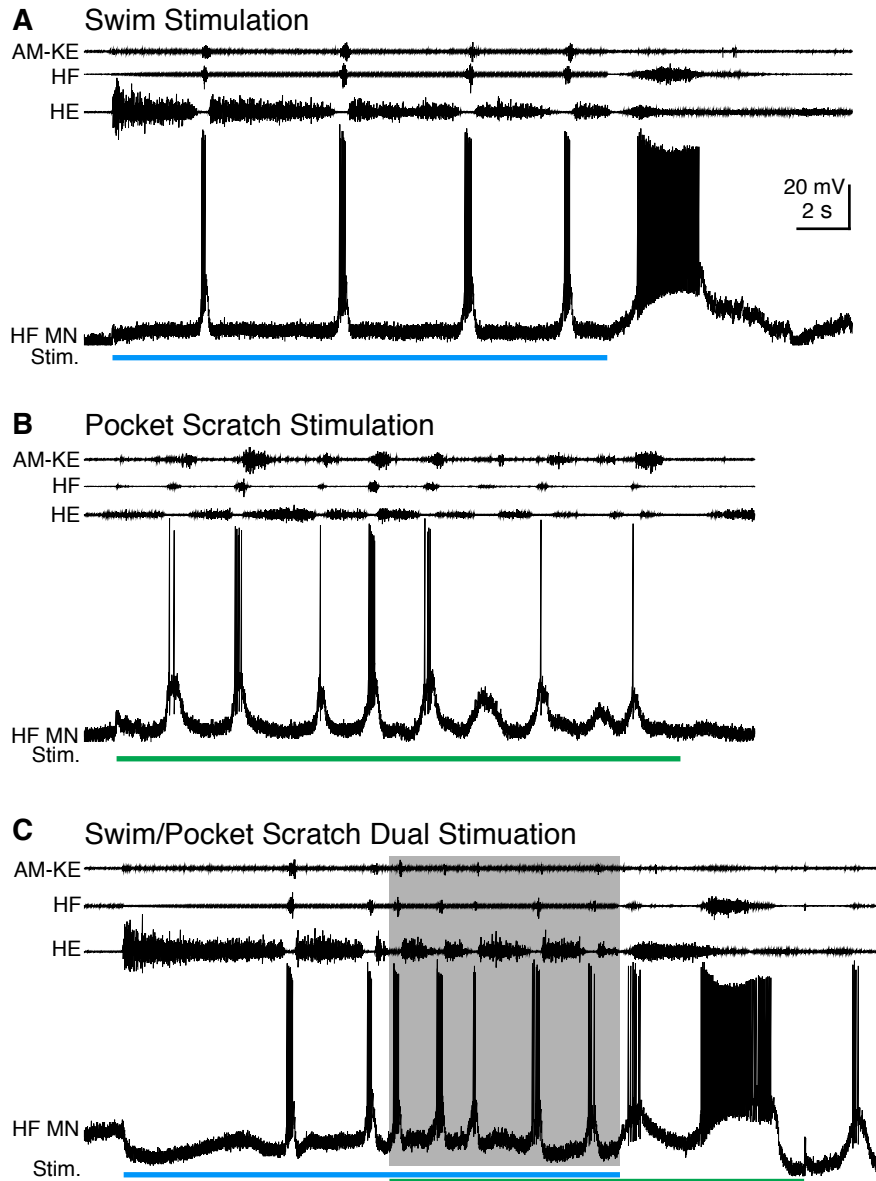 A Swim Stimulation
AM-KE
HF
HE
20 mV
2 s
HF MN
Stim.
B Pocket Scratch Stimulation
AM-KE
HF
HE
HF MN
Stim.
C Swim/Pocket Scratch Dual Stimuation
AM-KE
HF
HE
HF MN
Stim.